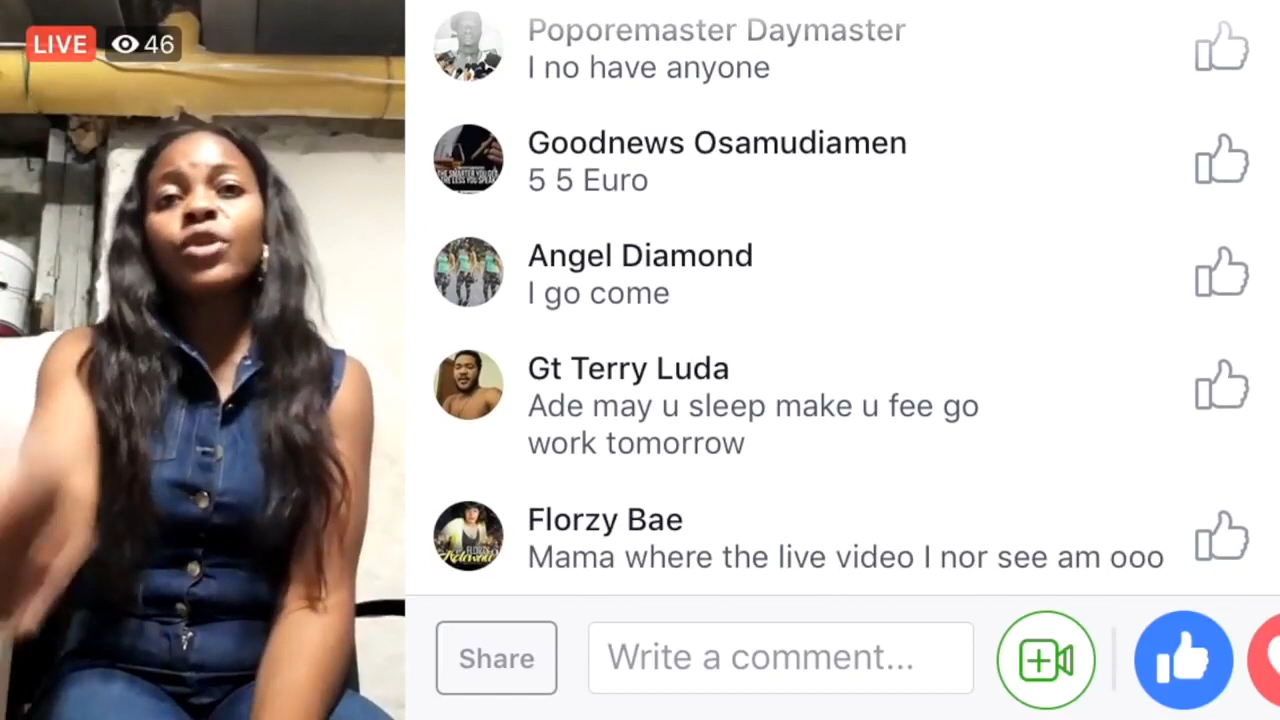 LIVE 46
Poporemaster Daymaster
I no have anyone
Goodnews Osamudiamen
5 5 Euro
Angel Diamond
I go come
Gt Terry Luda
Ade may u sleep make u fee go
work tomorrow
Florzy Bae
Mama where the live video I nor see am ooo
Share
Write a comment...